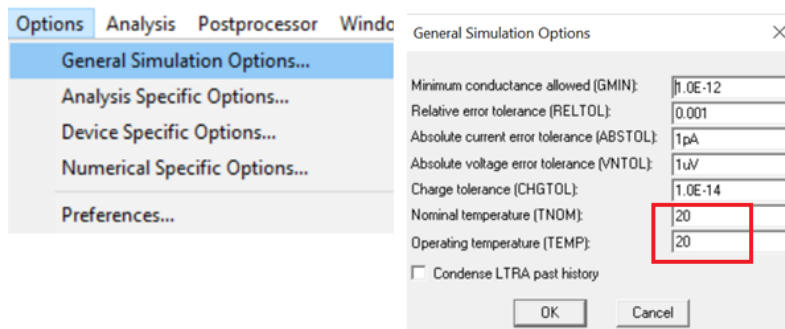 Options Analysis Postprocessor Windo
General Simulation Options...
Analysis Specific Options...
Device Specific Options...
Numerical Specific Options...
Preferences...
General Simulation Options
Minimum conductance allowed (GMIN): 1.0E-12
Relative error tolerance (RELTOL): 0.001
Absolute current error tolerance (ABSTOL): 1pA
Absolute voltage error tolerance (VNTOL): 1uV
Charge tolerance (CHGTOL): 1.0E-14
Nominal temperature (TNOM): 20
Operating temperature (TEMP): 20
Condense LTRA past history
OK Cancel